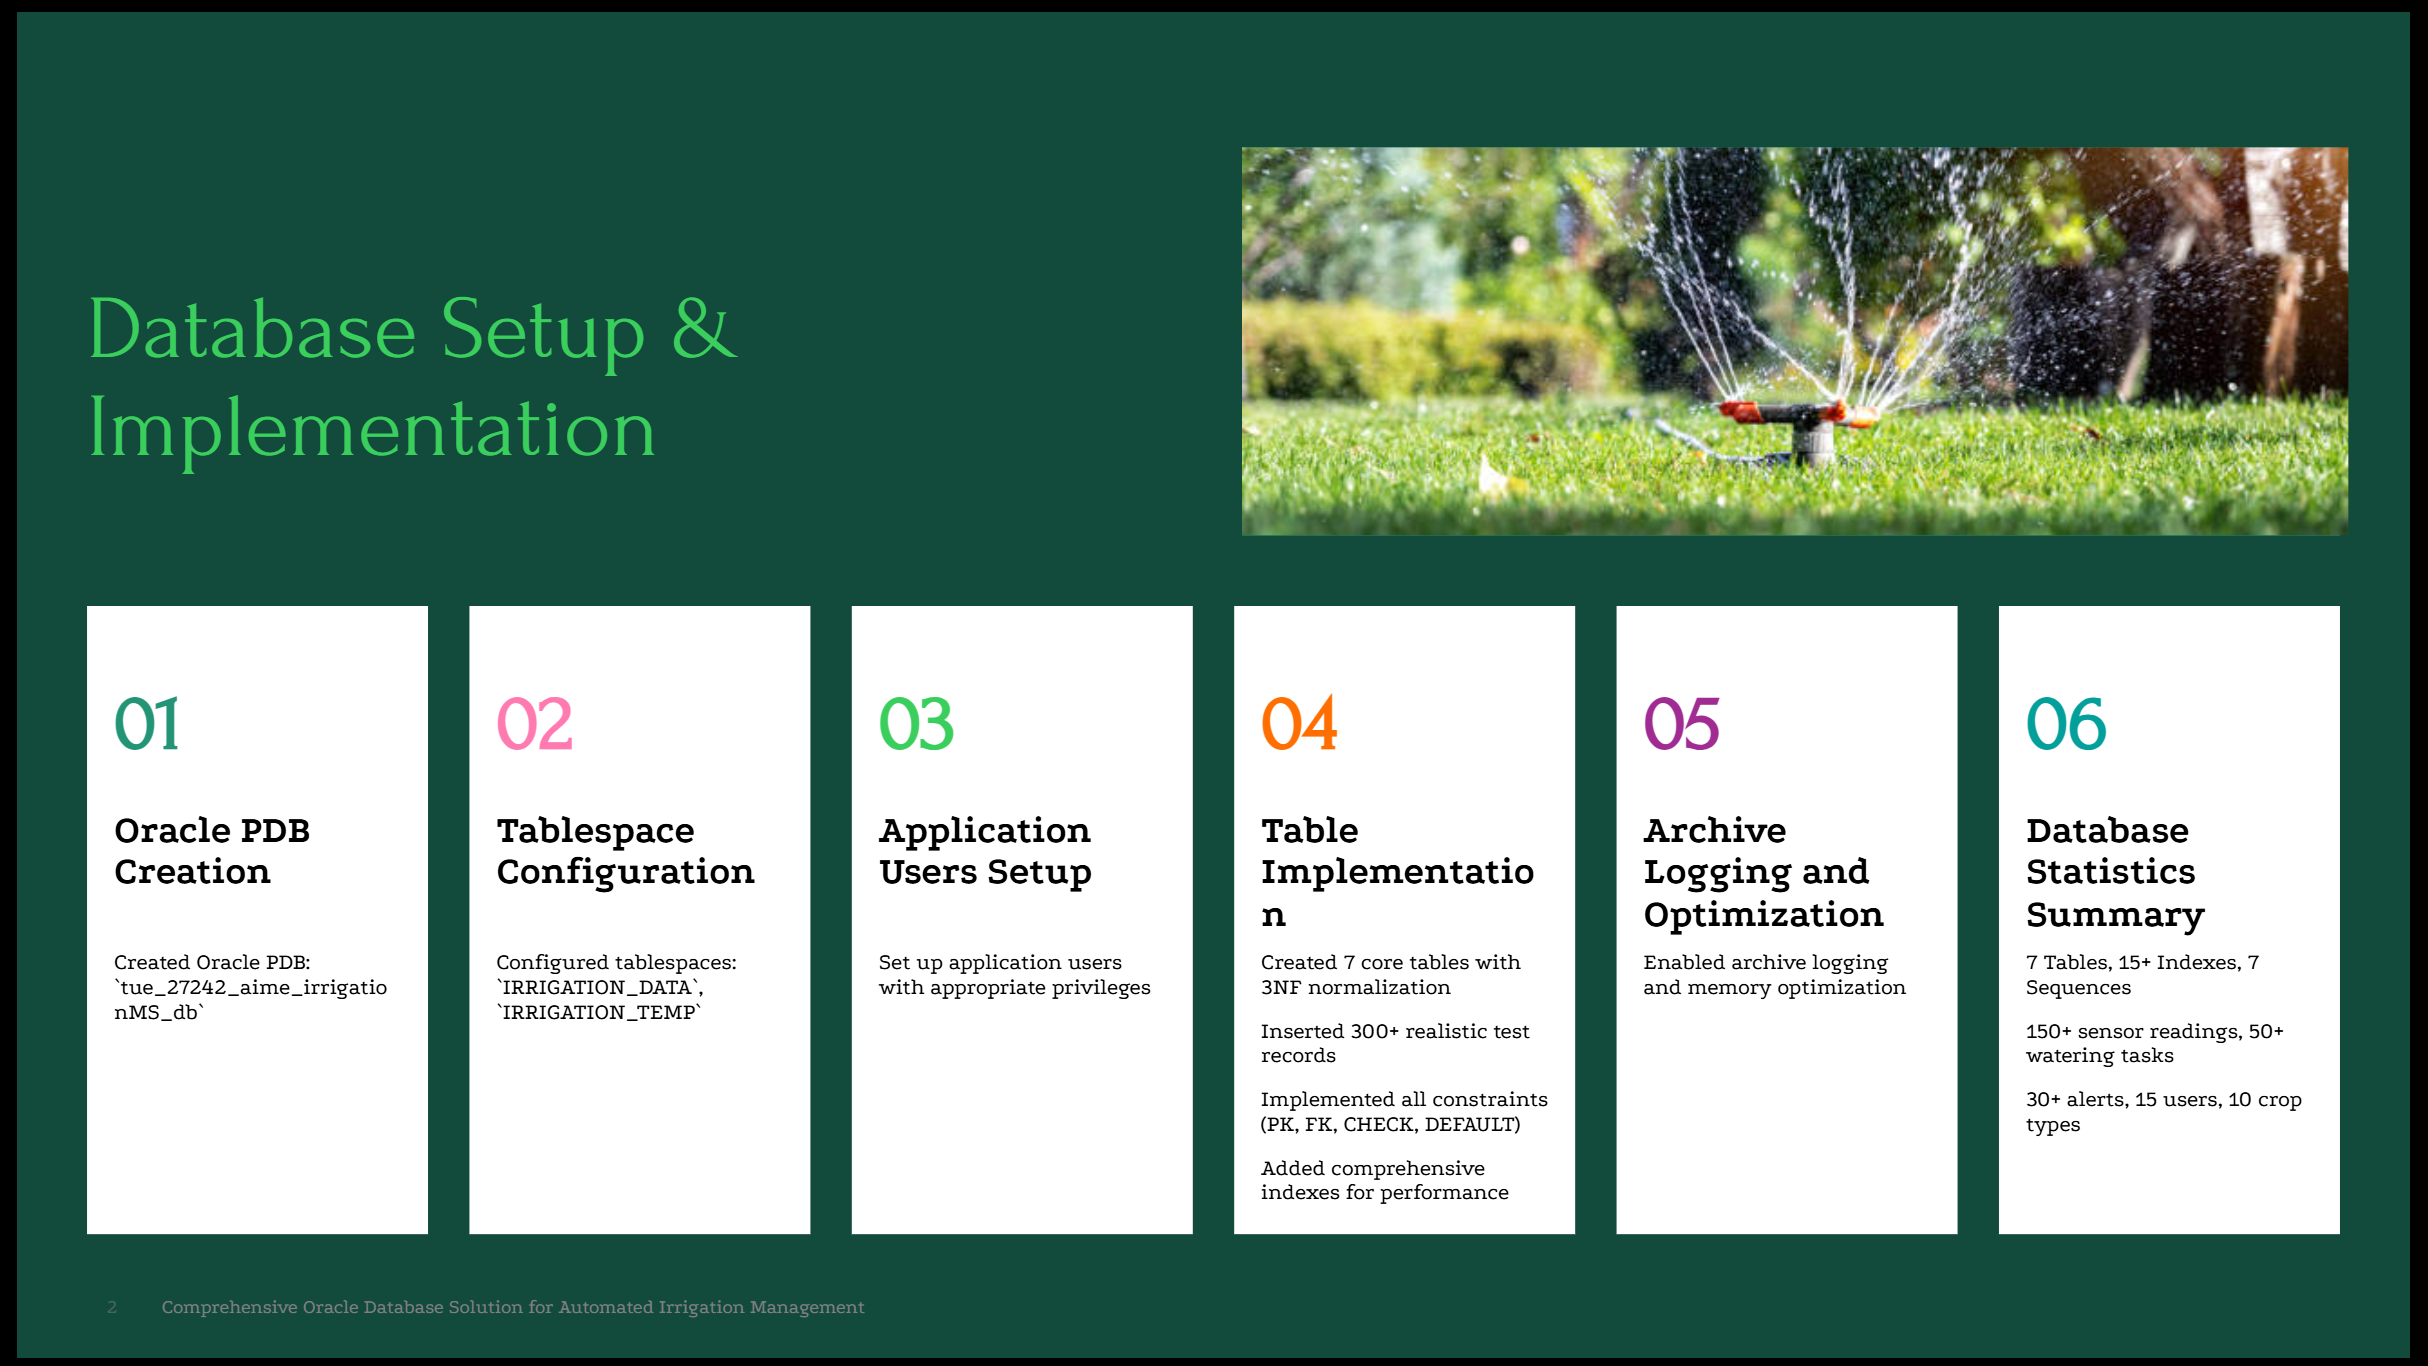 Database Setup &
Implementation
01
Oracle PDB
Creation
Created Oracle PDB:
`tue_27242_aime_irrigatio
nMS_db`
02
Tablespace
Configuration
Configured tablespaces:
`IRRIGATION_DATA`,
`IRRIGATION_TEMP`
03
Application
Users Setup
Set up application users
with appropriate privileges
04
Table
Implementatio
n
Created 7 core tables with
3NF normalization
Inserted 300+ realistic test
records
Implemented all constraints
(PK, FK, CHECK, DEFAULT)
Added comprehensive
indexes for performance
05
Archive
Logging and
Optimization
Enabled archive logging
and memory optimization
06
Database
Statistics
Summary
7 Tables, 15+ Indexes, 7
Sequences
150+ sensor readings, 50+
watering tasks
30+ alerts, 15 users, 10 crop
types
2 Comprehensive Oracle Database Solution for Automated Irrigation Management